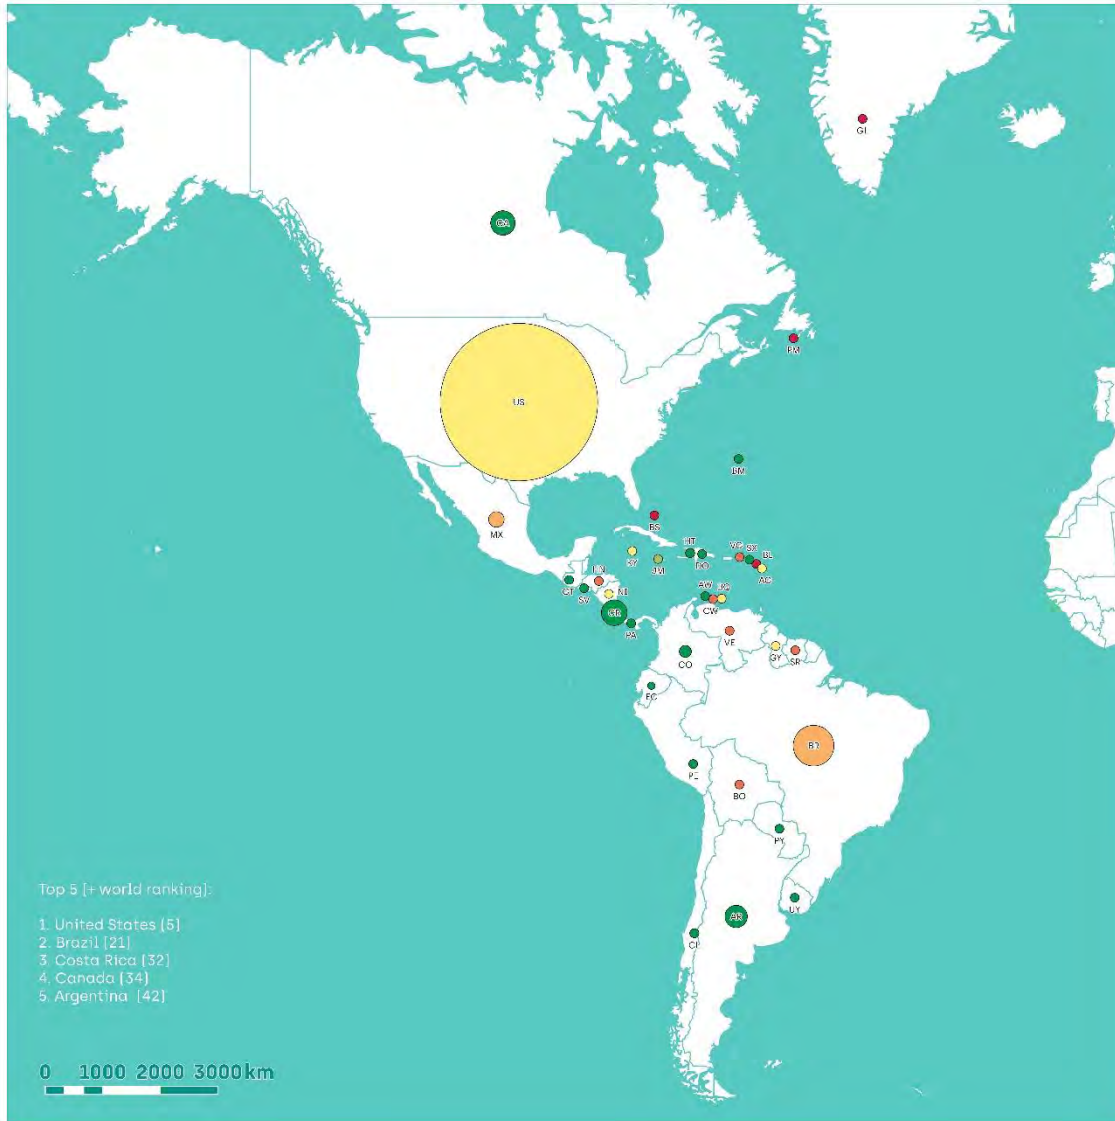 GL
CA
PM
US
BM
BS
MX
HT
DO
KY
JM
VG
SX
BL
AG
HN
GT
SV
NI
AW
BQ
CW
CR
PA
VE
CO
GY
SR
EC
BR
PE
BO
PY
AR
UY
CL
Top 5 [+ world ranking]:
1. United States [5]
2. Brazil [21]
3. Costa Rica [32]
4. Canada [34]
5. Argentina [42]
0 1000 2000 3000km